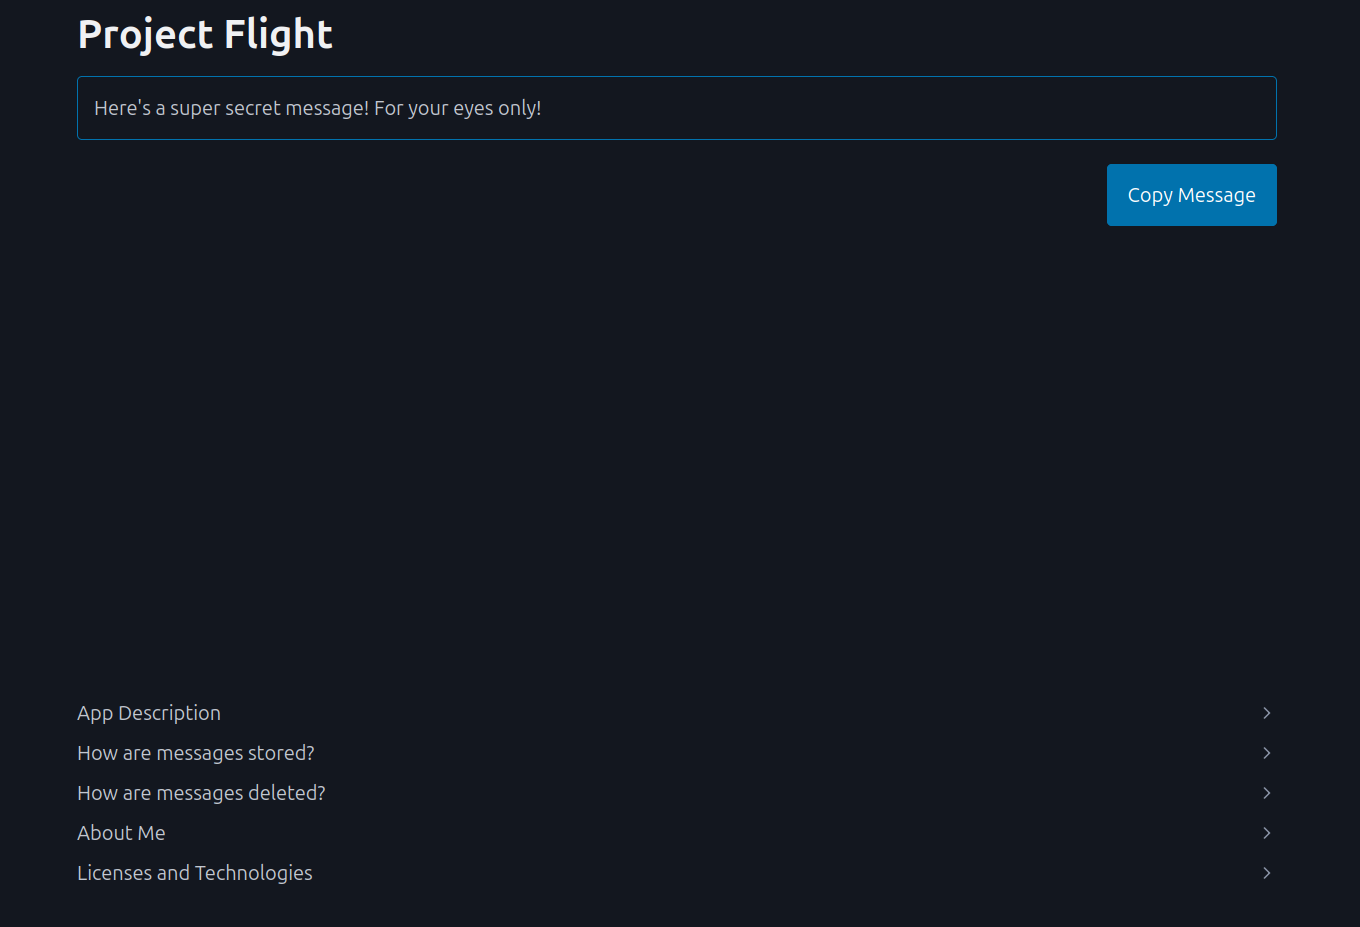 Project Flight
Here's a super secret message! For your eyes only!
Copy Message
App Description
How are messages stored?
How are messages deleted?
About Me
Licenses and Technologies